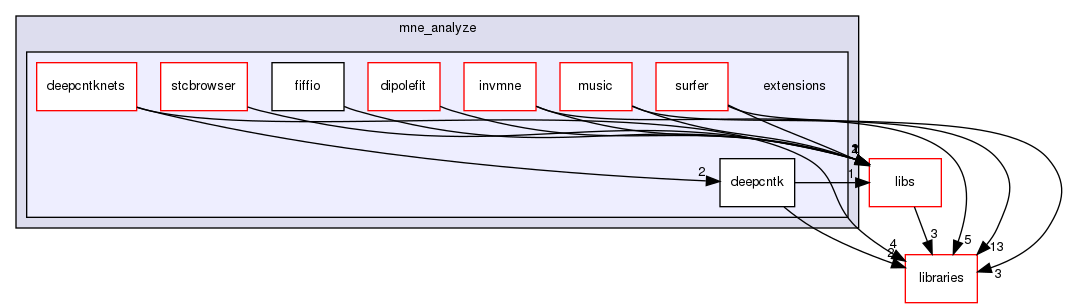 mne_analyze
deepcntknets
stcbrowser
fiffio
dipolefit
invmne
music
surfer
extensions
2
deepcntk
1
libs
3
5
13
4
2
3
libraries